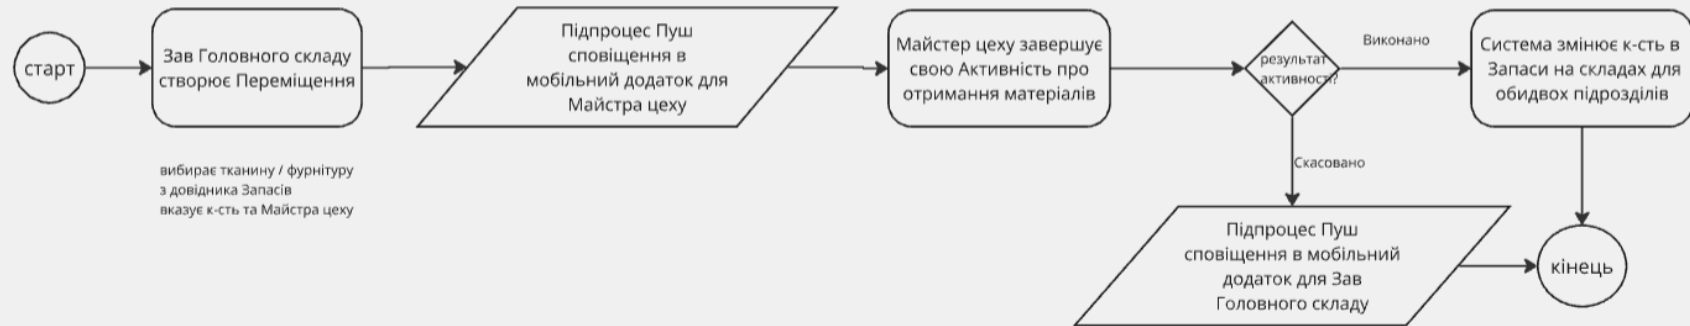 старт
Зав Головного складу
створює Переміщення
вибирає тканину / фурнітуру
з довідника Запасів
вказує к-сть та Майстра цеху
Підпроцес Пуш
сповіщення в
мобільний додаток для
Майстра цеху
Майстер цеху завершує
свою Активність про
отримання матеріалів
результат
активності?
Виконано
Система змінює к-сть в
Запаси на складах для
обидвох підрозділів
Скасовано
Підпроцес Пуш
сповіщення в мобільний
додаток для Зав
Головного складу
кінець